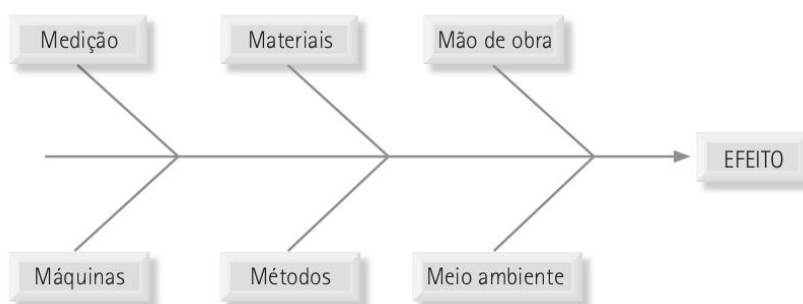 Medição
Materiais
Mão de obra
EFEITO
Máquinas
Métodos
Meio ambiente